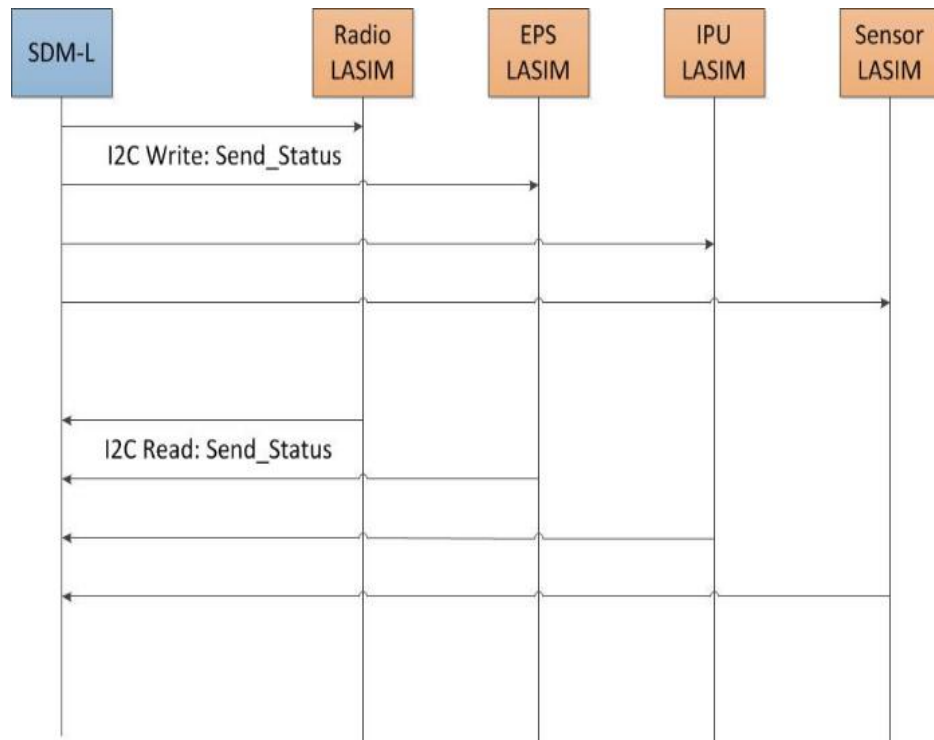 SDM-L
Radio
LASIM
EPS
LASIM
IPU
LASIM
Sensor
LASIM
I2C Write: Send_Status
I2C Read: Send_Status